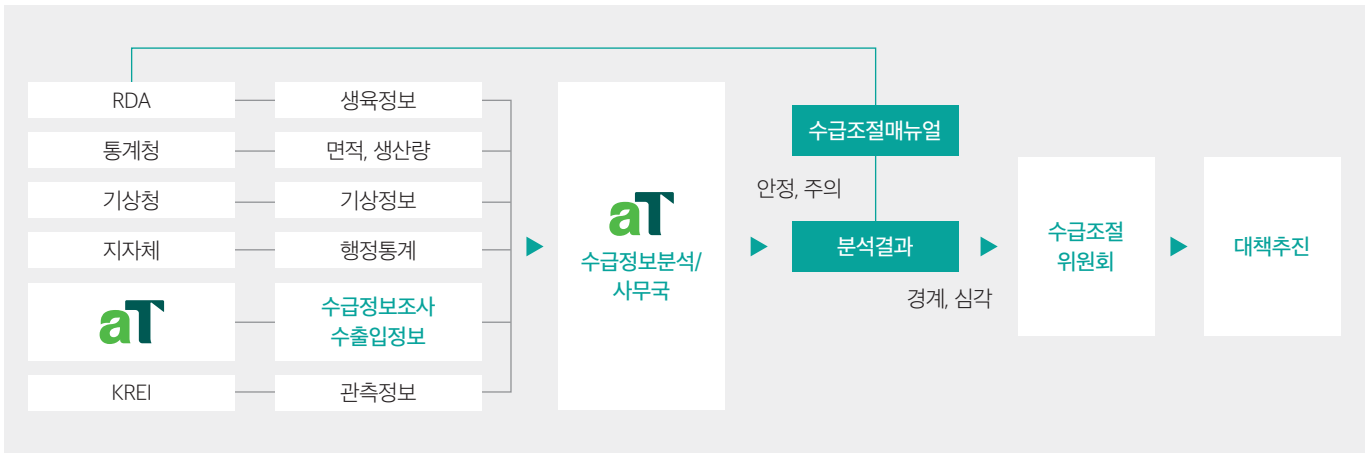 RDA
생육정보
통계청
면적, 생산량
기상청
기상정보
지자체
행정통계
aT
수급정보조사
수출입정보
KREI
관측정보
aT
수급정보분석/
사무국
수급조절매뉴얼
안정, 주의
분석결과
경계, 심각
수급조절
위원회
대책추진